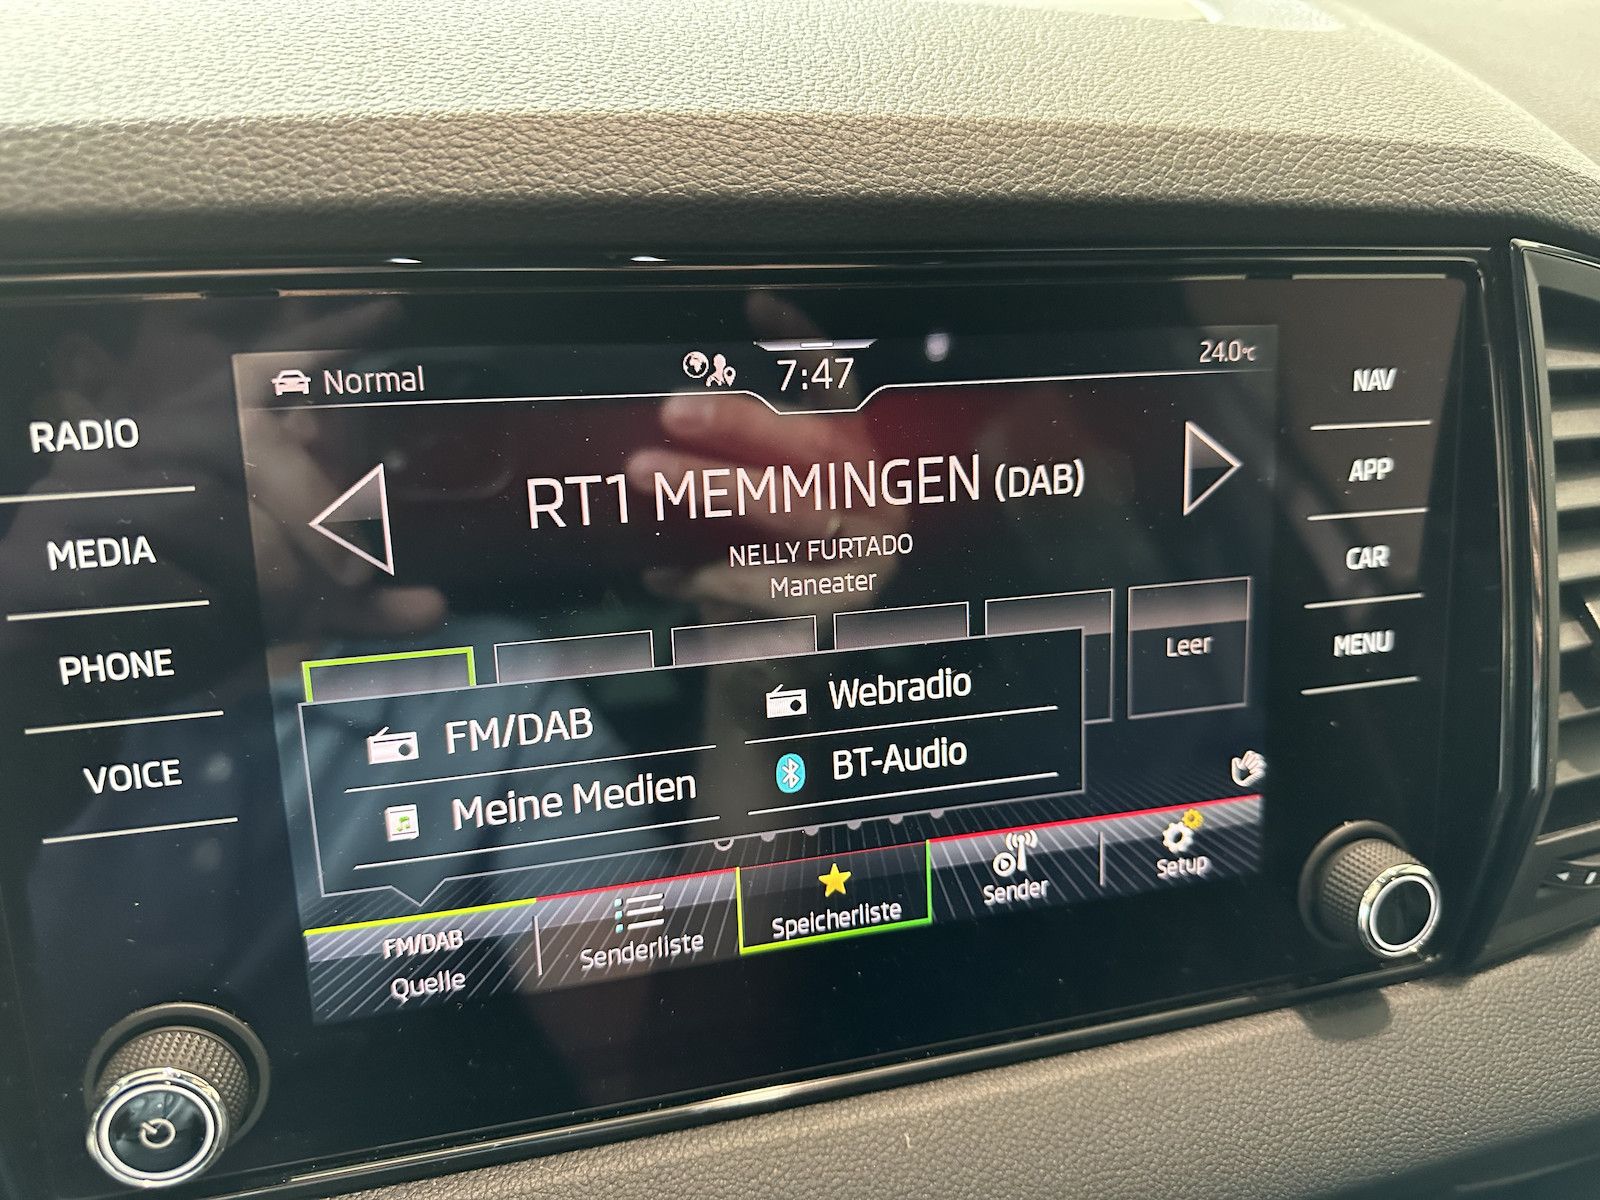 Normal
7:47
24.0°C
RADIO
MEDIA
PHONE
VOICE
NAV
APP
CAR
MENU
RT1 MEMMINGEN (DAB)
NELLY FURTADO
Maneater
Leer
FM/DAB
Webradio
Meine Medien
BT-Audio
FM/DAB
Quelle
Senderliste
Speicherliste
Sender
Setup